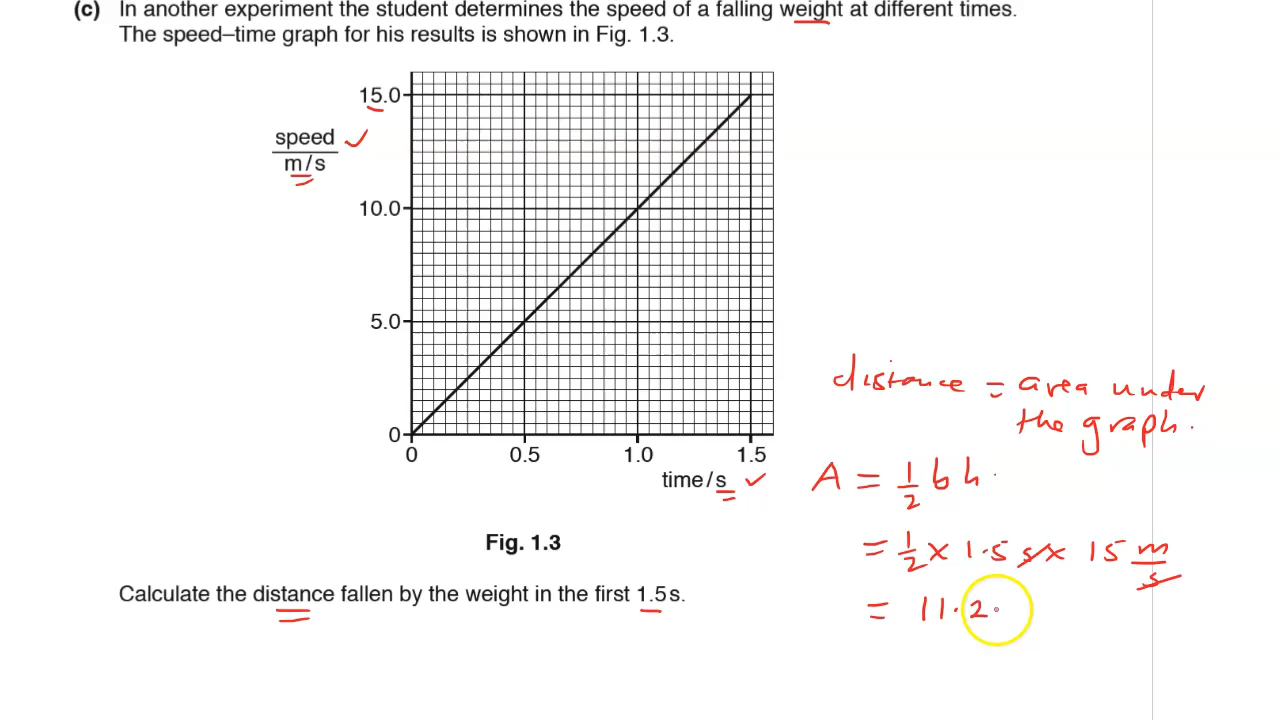 (c) In another experiment the student determines the speed of a falling weight at different times.
The speed–time graph for his results is shown in Fig. 1.3.
15.0
speed
m/s
10.0
5.0
0
0 0.5 1.0 1.5
time/s
Fig. 1.3
Calculate the distance fallen by the weight in the first 1.5 s.
distance = area under
the graph.
A = 1/2 b h
= 1/2 × 1.5 s × 15 m/s
= 11.2